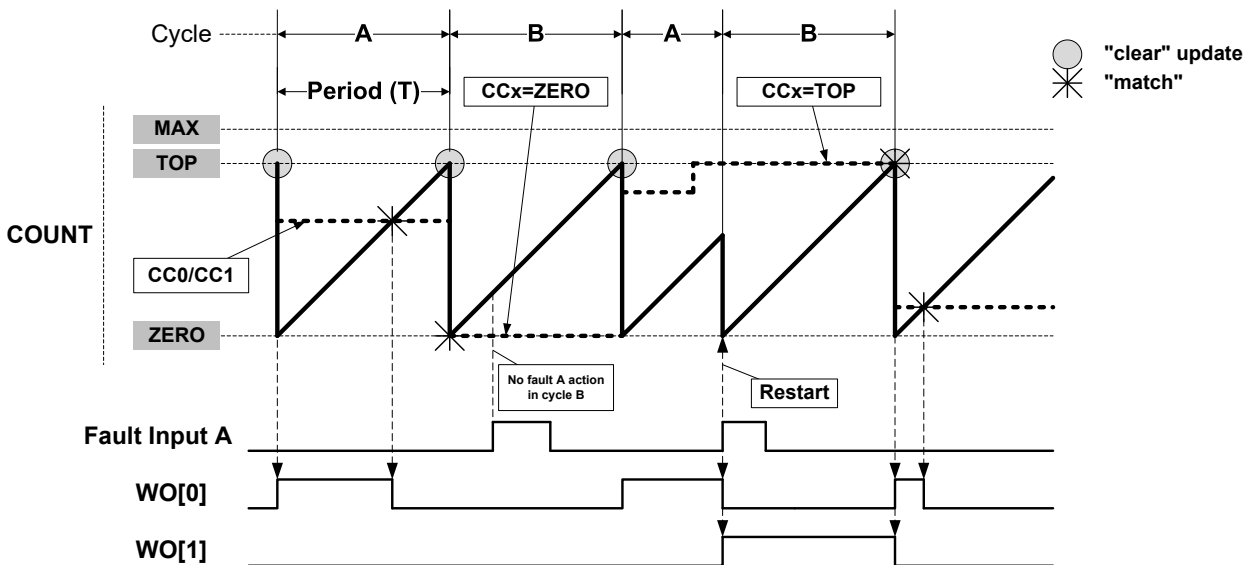 Cycle
A
B
A
B
"clear" update
"match"
Period (T)
CCx=ZERO
CCx=TOP
MAX
TOP
COUNT
CC0/CC1
ZERO
No fault A action
in cycle B
Restart
Fault Input A
WO[0]
WO[1]